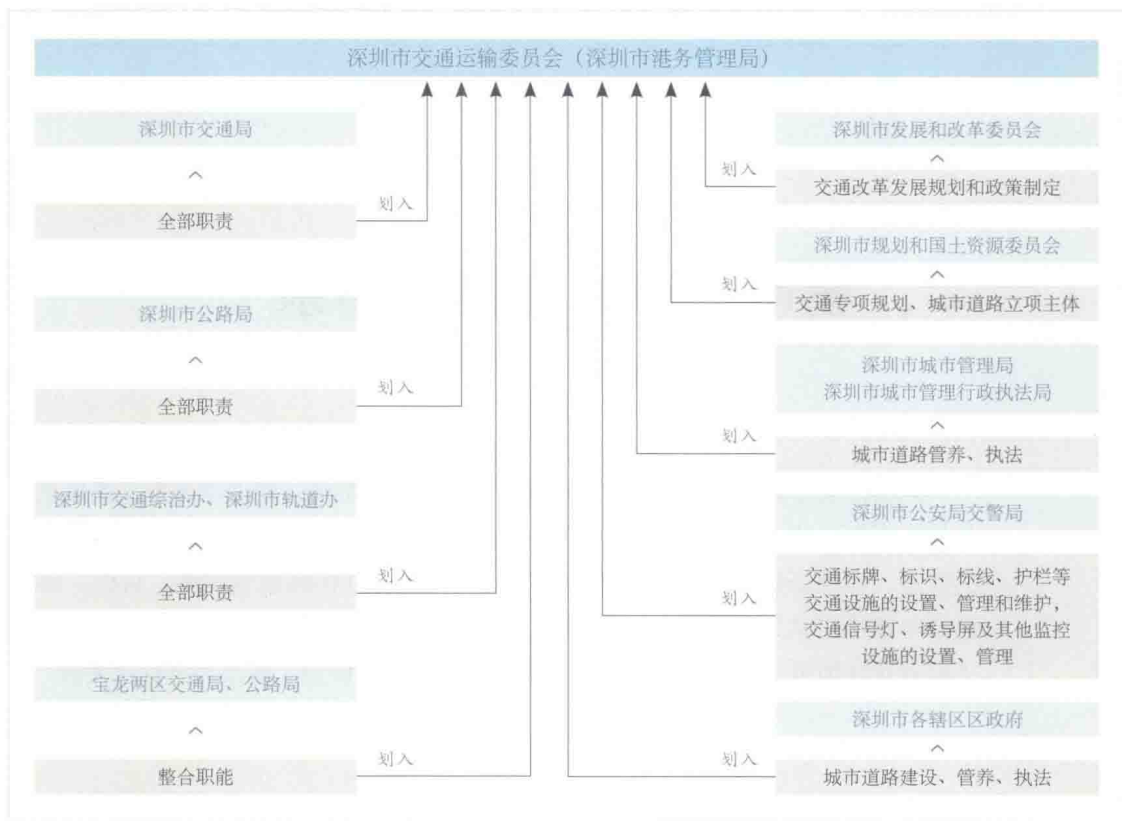 深圳市交通运输委员会（深圳市港务管理局）
深圳市交通局
全部职责
划入
深圳市公路局
全部职责
划入
深圳市交通综治办、深圳市轨道办
全部职责
划入
宝龙两区交通局、公路局
整合职能
划入
深圳市发展和改革委员会
划入
交通改革发展规划和政策制定
深圳市规划和国土资源委员会
划入
交通专项规划、城市道路立项主体
深圳市城市管理局
深圳市城市管理行政执法局
划入
城市道路管养、执法
深圳市公安局交警局
划入
交通标牌、标识、标线、护栏等
交通设施的设置、管理和维护，
交通信号灯、诱导屏及其他监控
设施的设置、管理
深圳市各辖区区政府
划入
城市道路建设、管养、执法